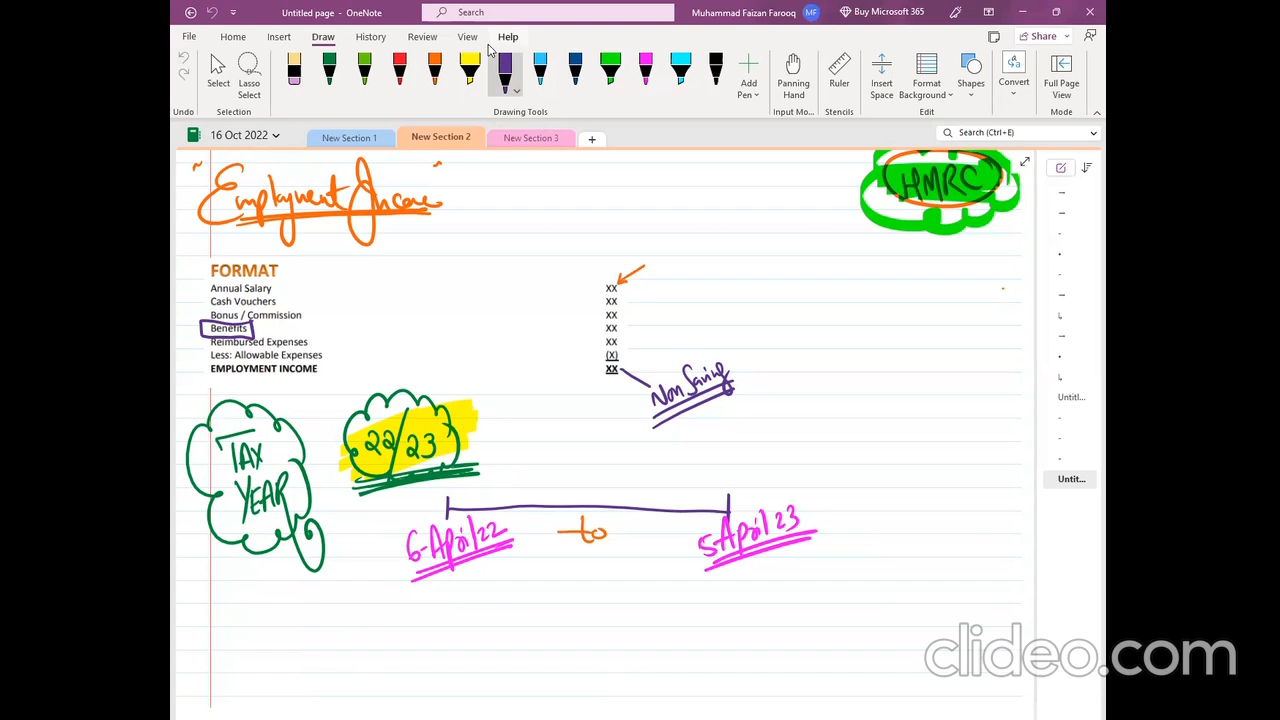 Untitled page - OneNote
Search
Muhammad Faizan Farooq
MF
Buy Microsoft 365
File
Home
Insert
Draw
History
Review
View
Help
Share
Select
Lasso
Select
Add
Pen
Panning
Hand
Ruler
Insert
Space
Format
Background
Shapes
Convert
Full Page
View
Undo
Selection
Drawing Tools
Input Mo...
Stencils
Edit
Mode
16 Oct 2022
New Section 1
New Section 2
New Section 3
Search (Ctrl+E)
"Employment Income"
HMRC
FORMAT
Annual Salary XX
Cash Vouchers XX
Bonus / Commission XX
Benefits XX
Reimbursed Expenses XX
Less: Allowable Expenses (X)
EMPLOYMENT INCOME XX
Non Saving
Untitl...
TAX
YEAR
22/23
Untit...
6-April 22
to
5-April 23
clideo.com